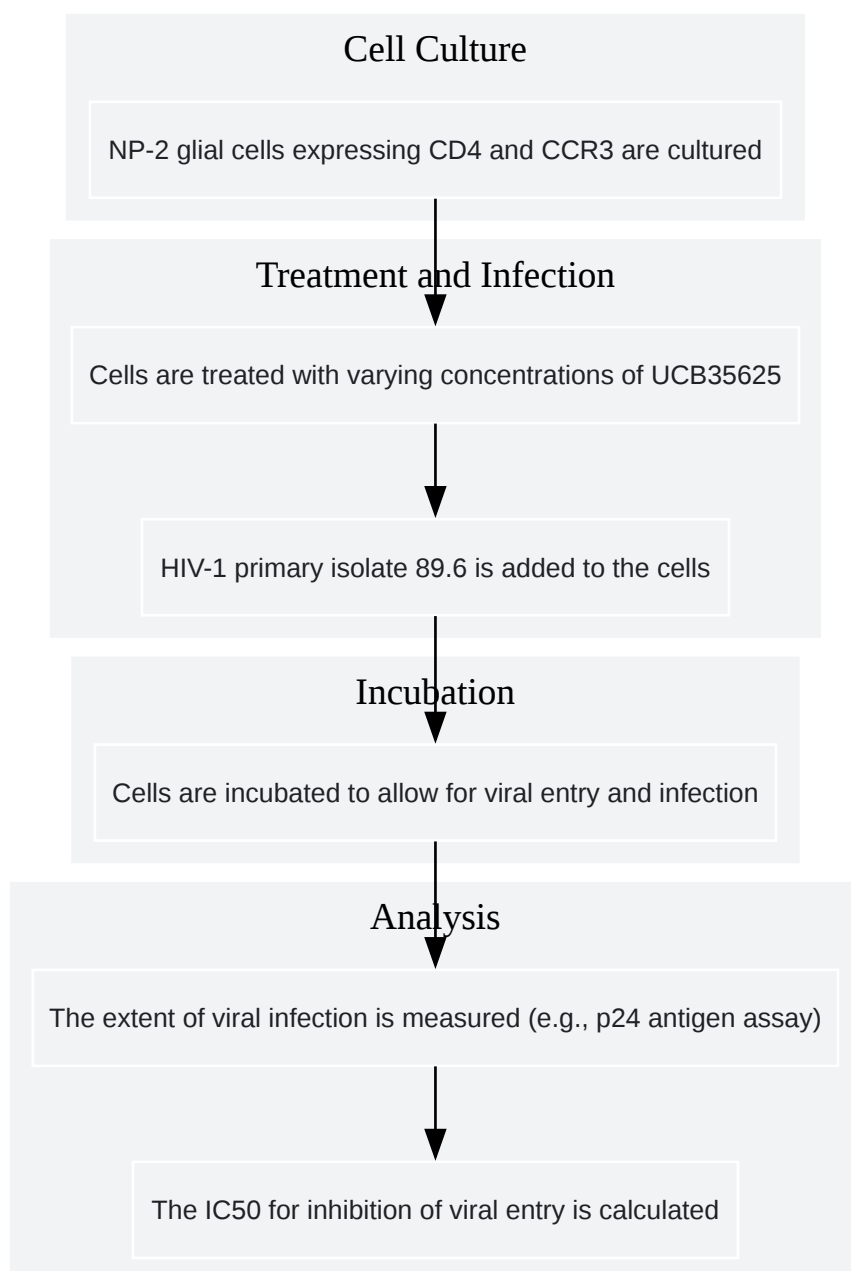 Cell Culture
NP-2 glial cells expressing CD4 and CCR3 are cultured
Treatment and Infection
Cells are treated with varying concentrations of UCB35625
HIV-1 primary isolate 89.6 is added to the cells
Incubation
Cells are incubated to allow for viral entry and infection
Analysis
The extent of viral infection is measured (e.g., p24 antigen assay)
The IC50 for inhibition of viral entry is calculated